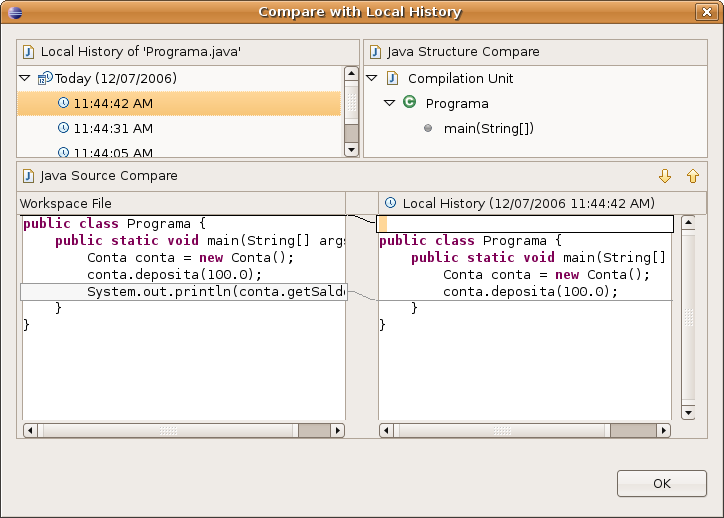 Compare with Local History
Local History of 'Programa.java'
Today (12/07/2006)
11:44:42 AM
11:44:31 AM
11:44:05 AM
Java Structure Compare
Compilation Unit
Programa
main(String[])
Java Source Compare
Workspace File
public class Programa {
public static void main(String[] args
Conta conta = new Conta();
conta.deposita(100.0);
System.out.println(conta.getSaldo
}
}
Local History (12/07/2006 11:44:42 AM)
public class Programa {
public static void main(String[]
Conta conta = new Conta();
conta.deposita(100.0);
}
}
OK